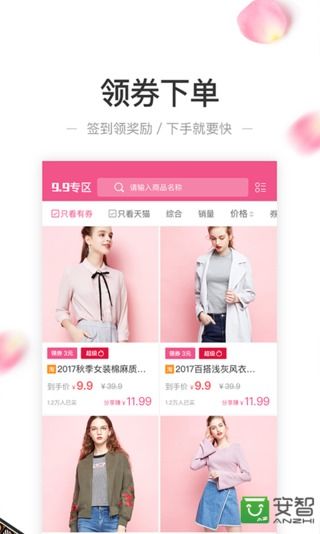 领券下单
签到领奖励 / 下手就要快
9.9专区 请输入商品名称
只看有券 只看天猫 综合 销量 价格 券
领券 3元 超级 领券 3元 超级
淘 2017秋季女装棉麻质... 淘 2017百搭浅灰风衣...
到手价 ¥9.9 ¥39.9 到手价 ¥9.9 ¥39.9
1.2万人已买 分享赚 ¥11.99 1.2万人已买 分享赚 ¥11.99
安智
ANZHI